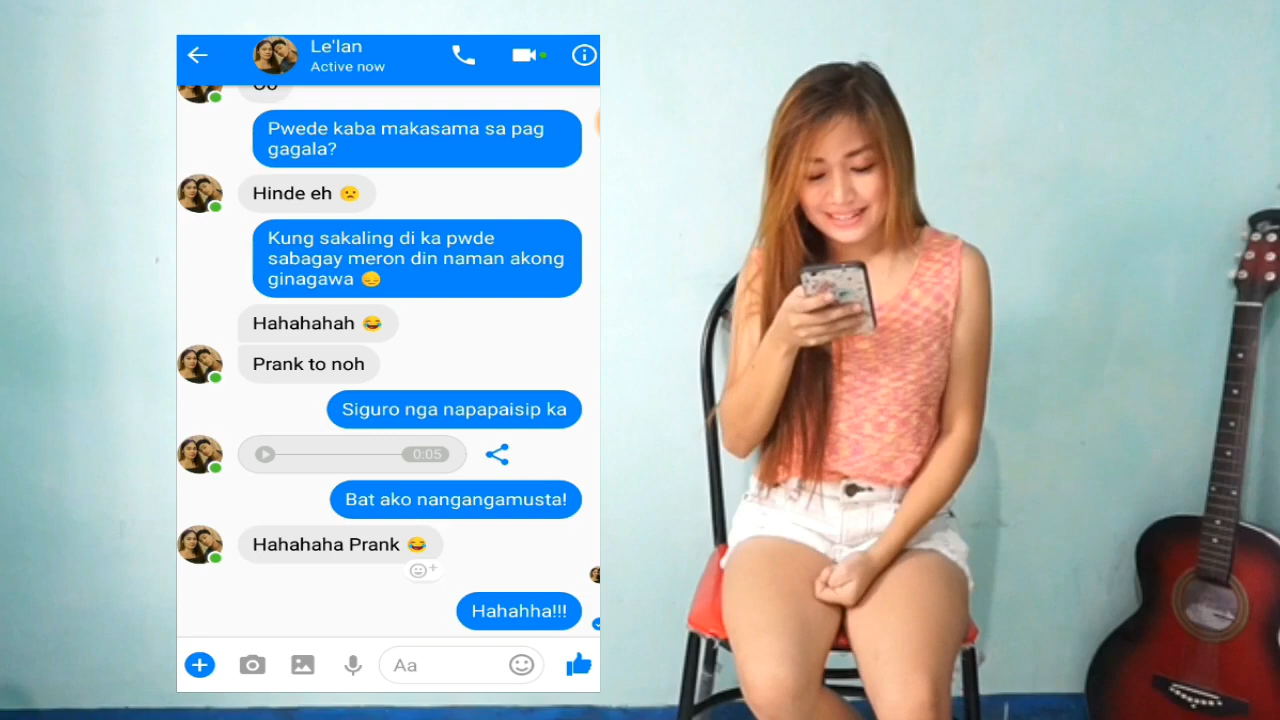 Le'lan
Active now
Pwede kaba makasama sa pag
gagala?
Hinde eh
Kung sakaling di ka pwde
sabagay meron din naman akong
ginagawa
Hahahahah
Prank to noh
Siguro nga napapaisip ka
0:05
Bat ako nangangamusta!
Hahahaha Prank
Hahahha!!!
Aa